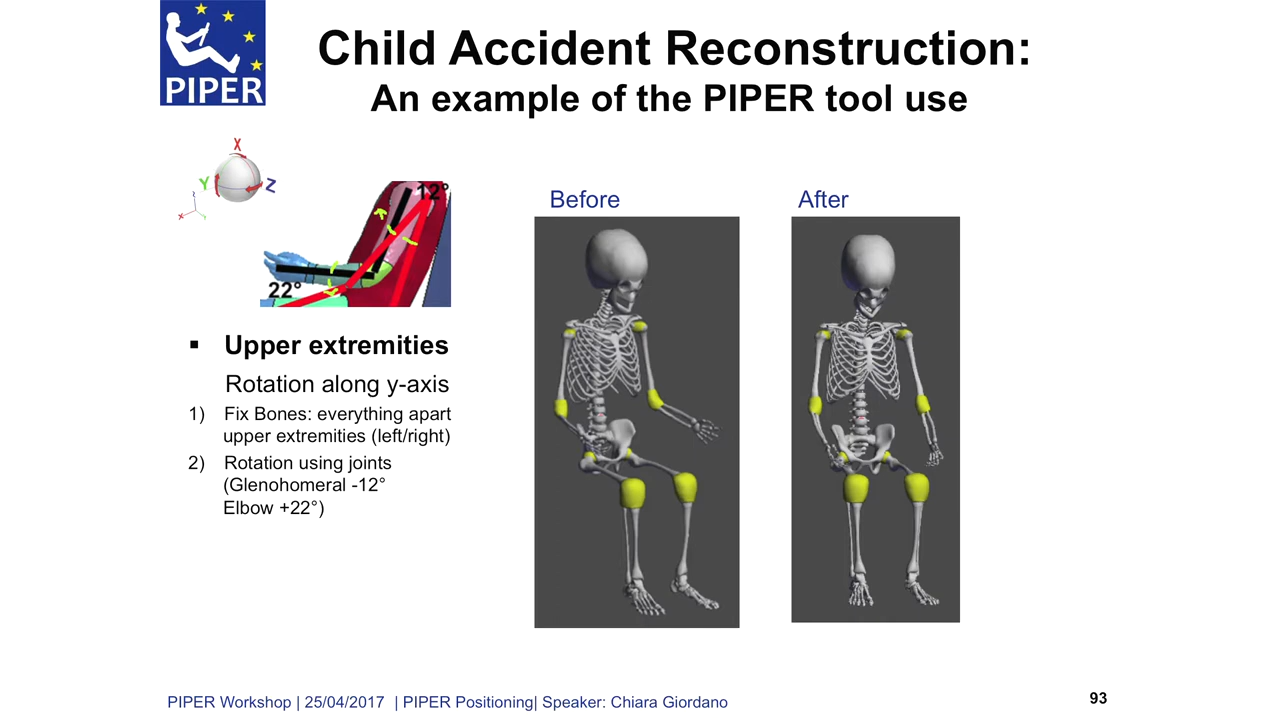 PIPER
Child Accident Reconstruction:
An example of the PIPER tool use
X
Y
Z
12°
22°
Before
After
▪ Upper extremities
Rotation along y-axis
1) Fix Bones: everything apart
upper extremities (left/right)
2) Rotation using joints
(Glenohomeral -12°
Elbow +22°)
PIPER Workshop | 25/04/2017 | PIPER Positioning| Speaker: Chiara Giordano
93